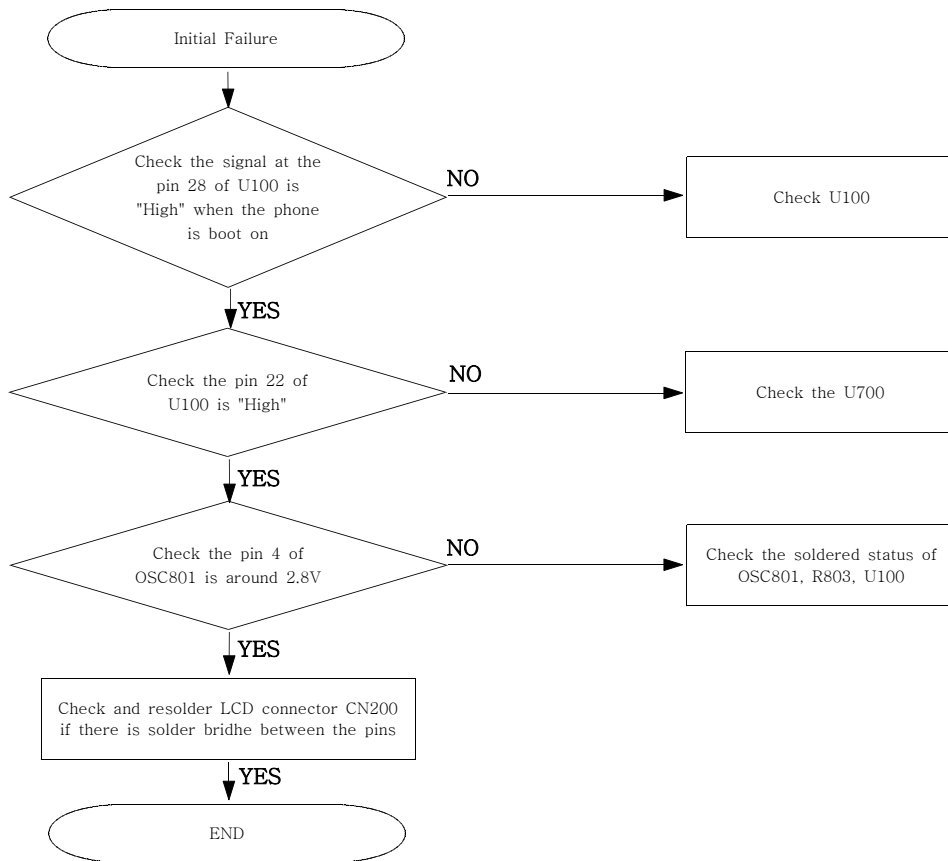 Initial Failure
Check the signal at the
pin 28 of U100 is
"High" when the phone
is boot on
NO
Check U100
YES
Check the pin 22 of
U100 is "High"
NO
Check the U700
YES
Check the pin 4 of
OSC801 is around 2.8V
NO
Check the soldered status of
OSC801, R803, U100
YES
Check and resolder LCD connector CN200
if there is solder bridhe between the pins
YES
END